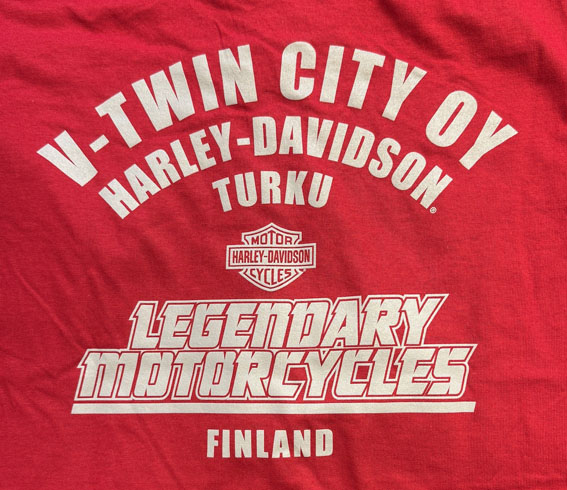 V-TWIN CITY OY
HARLEY-DAVIDSON®
TURKU
MOTOR
HARLEY-DAVIDSON
CYCLES
LEGENDARY
MOTORCYCLES
FINLAND